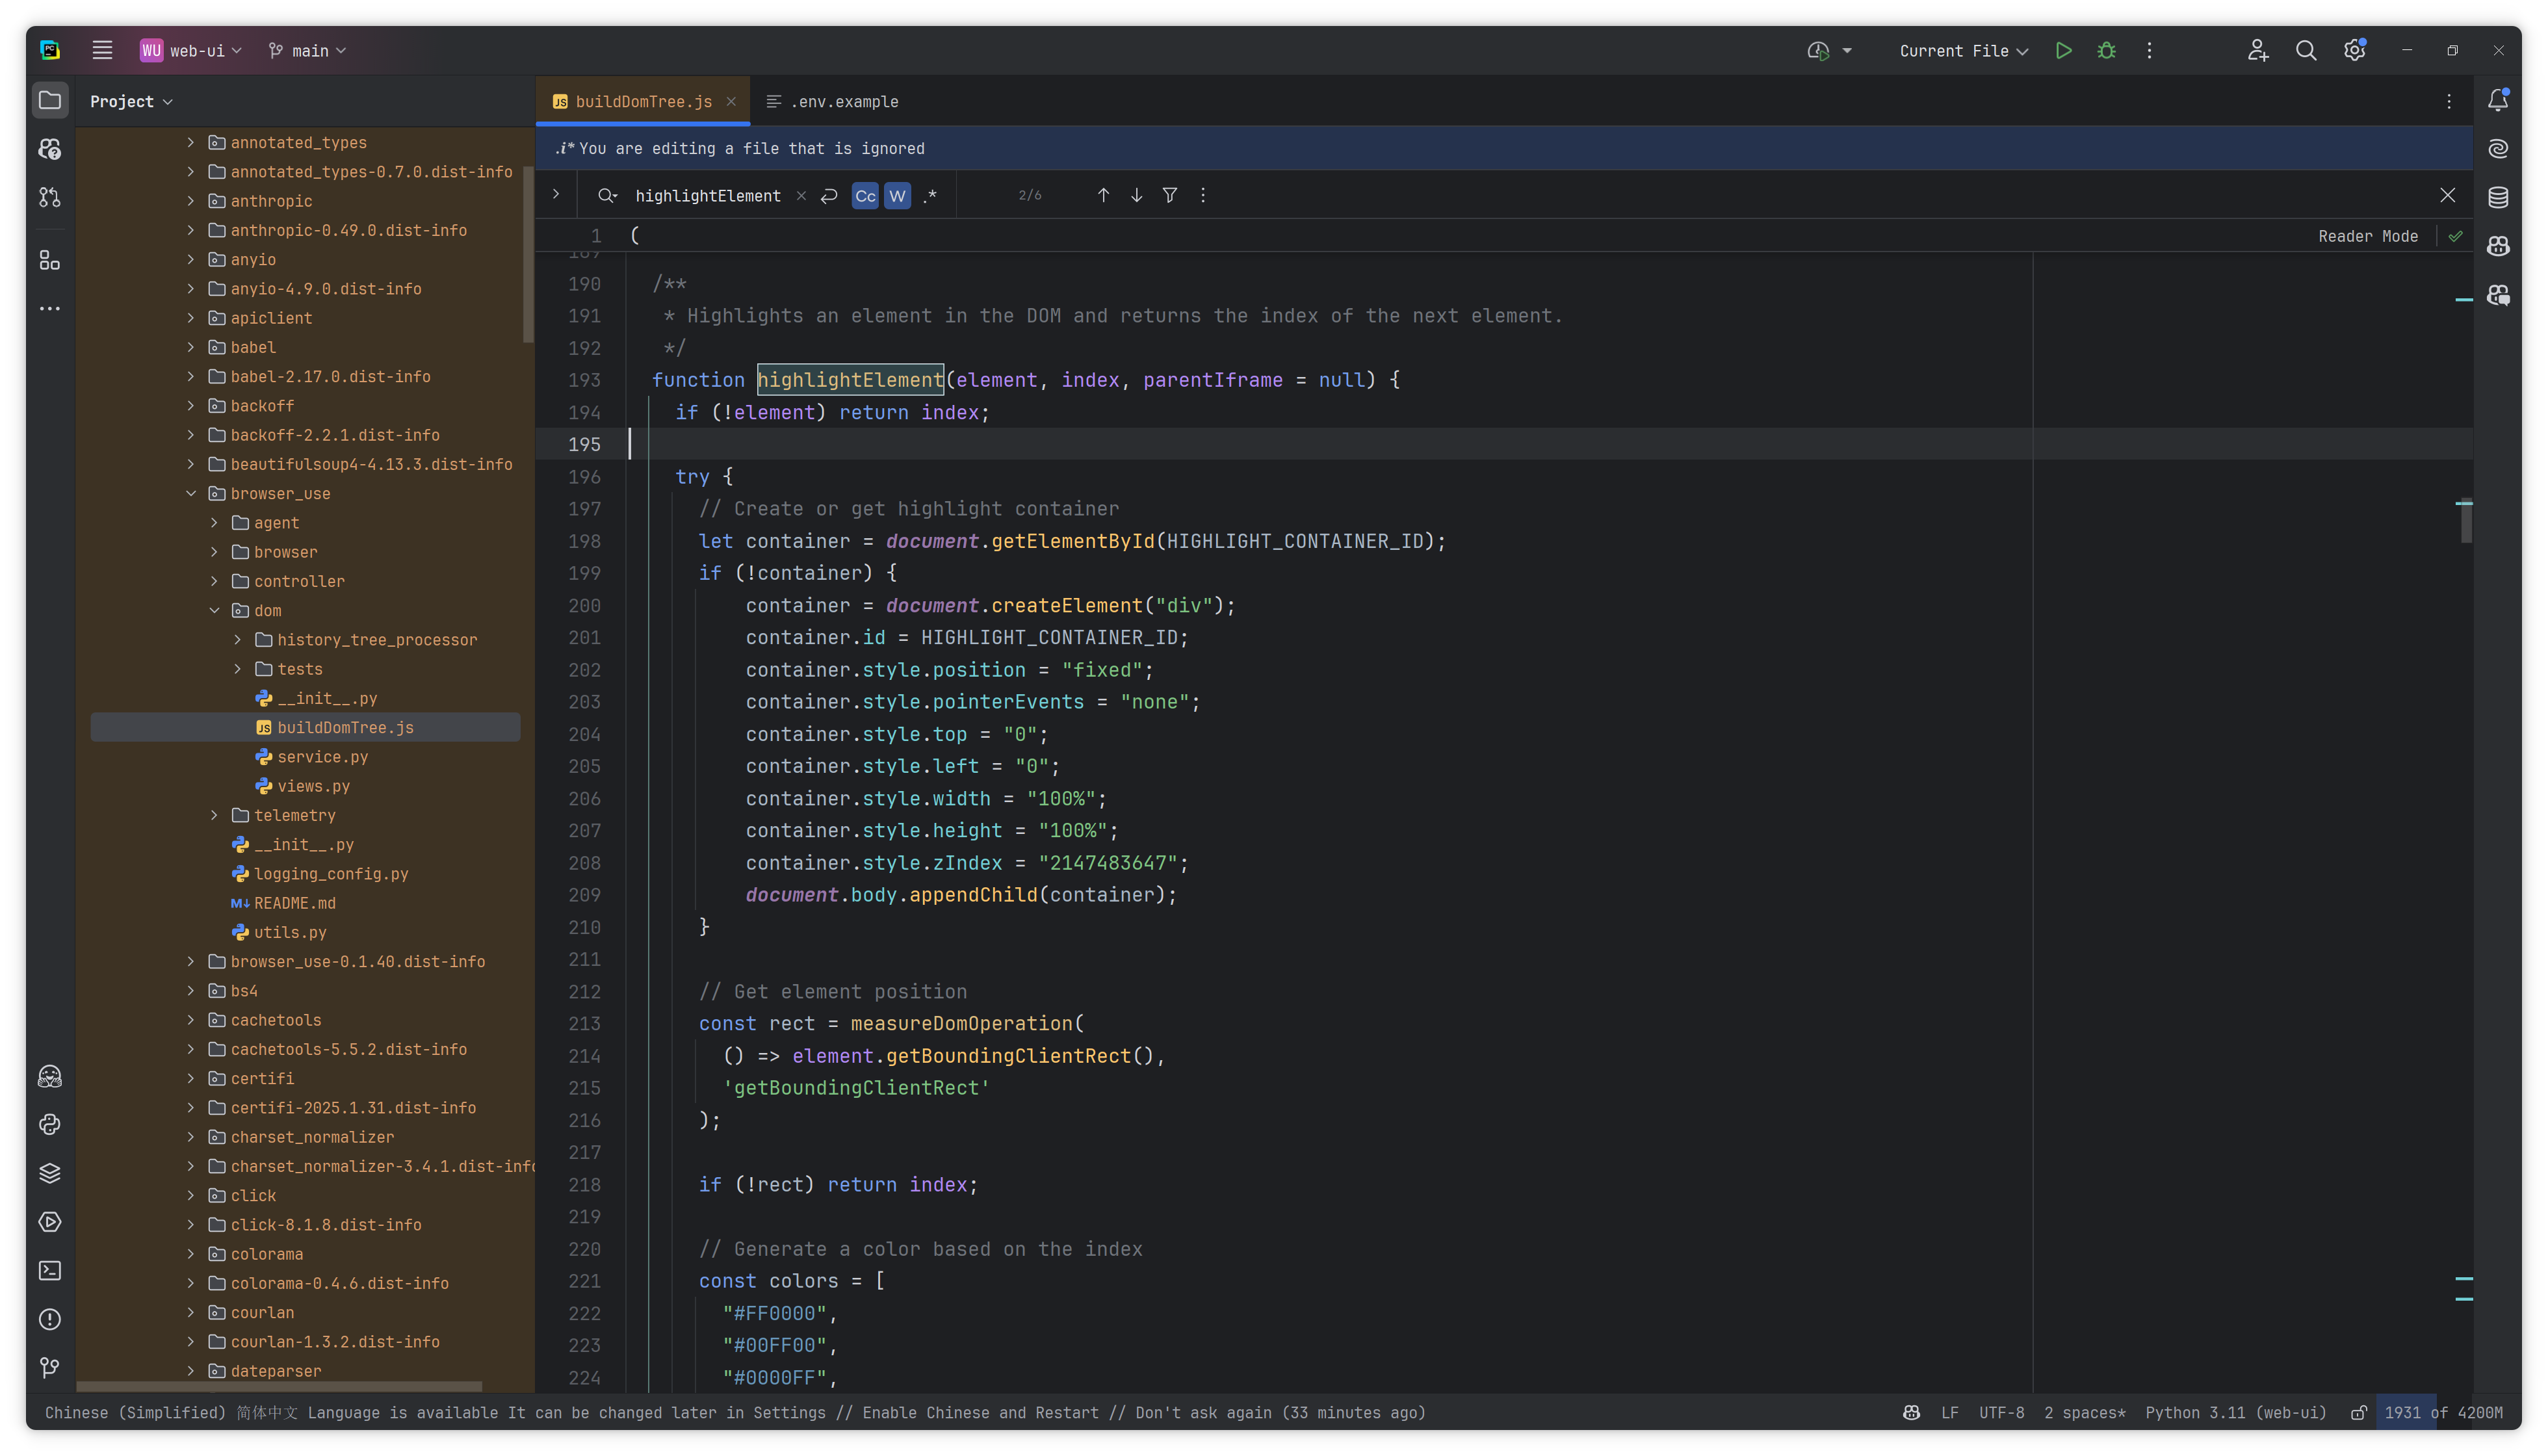 WU web-ui main Current File
Project
buildDomTree.js .env.example
annotated_types
annotated_types-0.7.0.dist-info
anthropic
anthropic-0.49.0.dist-info
anyio
anyio-4.9.0.dist-info
apiclient
babel
babel-2.17.0.dist-info
backoff
backoff-2.2.1.dist-info
beautifulsoup4-4.13.3.dist-info
browser_use
agent
browser
controller
dom
history_tree_processor
tests
__init__.py
buildDomTree.js
service.py
views.py
telemetry
__init__.py
logging_config.py
README.md
utils.py
browser_use-0.1.40.dist-info
bs4
cachetools
cachetools-5.5.2.dist-info
certifi
certifi-2025.1.31.dist-info
charset_normalizer
charset_normalizer-3.4.1.dist-info
click
click-8.1.8.dist-info
colorama
colorama-0.4.6.dist-info
courlan
courlan-1.3.2.dist-info
dateparser
.i* You are editing a file that is ignored
highlightElement Cc W .* 2/6
1 ( Reader Mode
189
190 /**
191 * Highlights an element in the DOM and returns the index of the next element.
192 */
193 function highlightElement(element, index, parentIframe = null) {
194 if (!element) return index;
195
196 try {
197 // Create or get highlight container
198 let container = document.getElementById(HIGHLIGHT_CONTAINER_ID);
199 if (!container) {
200 container = document.createElement("div");
201 container.id = HIGHLIGHT_CONTAINER_ID;
202 container.style.position = "fixed";
203 container.style.pointerEvents = "none";
204 container.style.top = "0";
205 container.style.left = "0";
206 container.style.width = "100%";
207 container.style.height = "100%";
208 container.style.zIndex = "2147483647";
209 document.body.appendChild(container);
210 }
211
212 // Get element position
213 const rect = measureDomOperation(
214 () => element.getBoundingClientRect(),
215 'getBoundingClientRect'
216 );
217
218 if (!rect) return index;
219
220 // Generate a color based on the index
221 const colors = [
222 "#FF0000",
223 "#00FF00",
224 "#0000FF",
Chinese (Simplified) 简体中文 Language is available It can be changed later in Settings // Enable Chinese and Restart // Don't ask again (33 minutes ago) LF UTF-8 2 spaces* Python 3.11 (web-ui) 1931 of 4200M